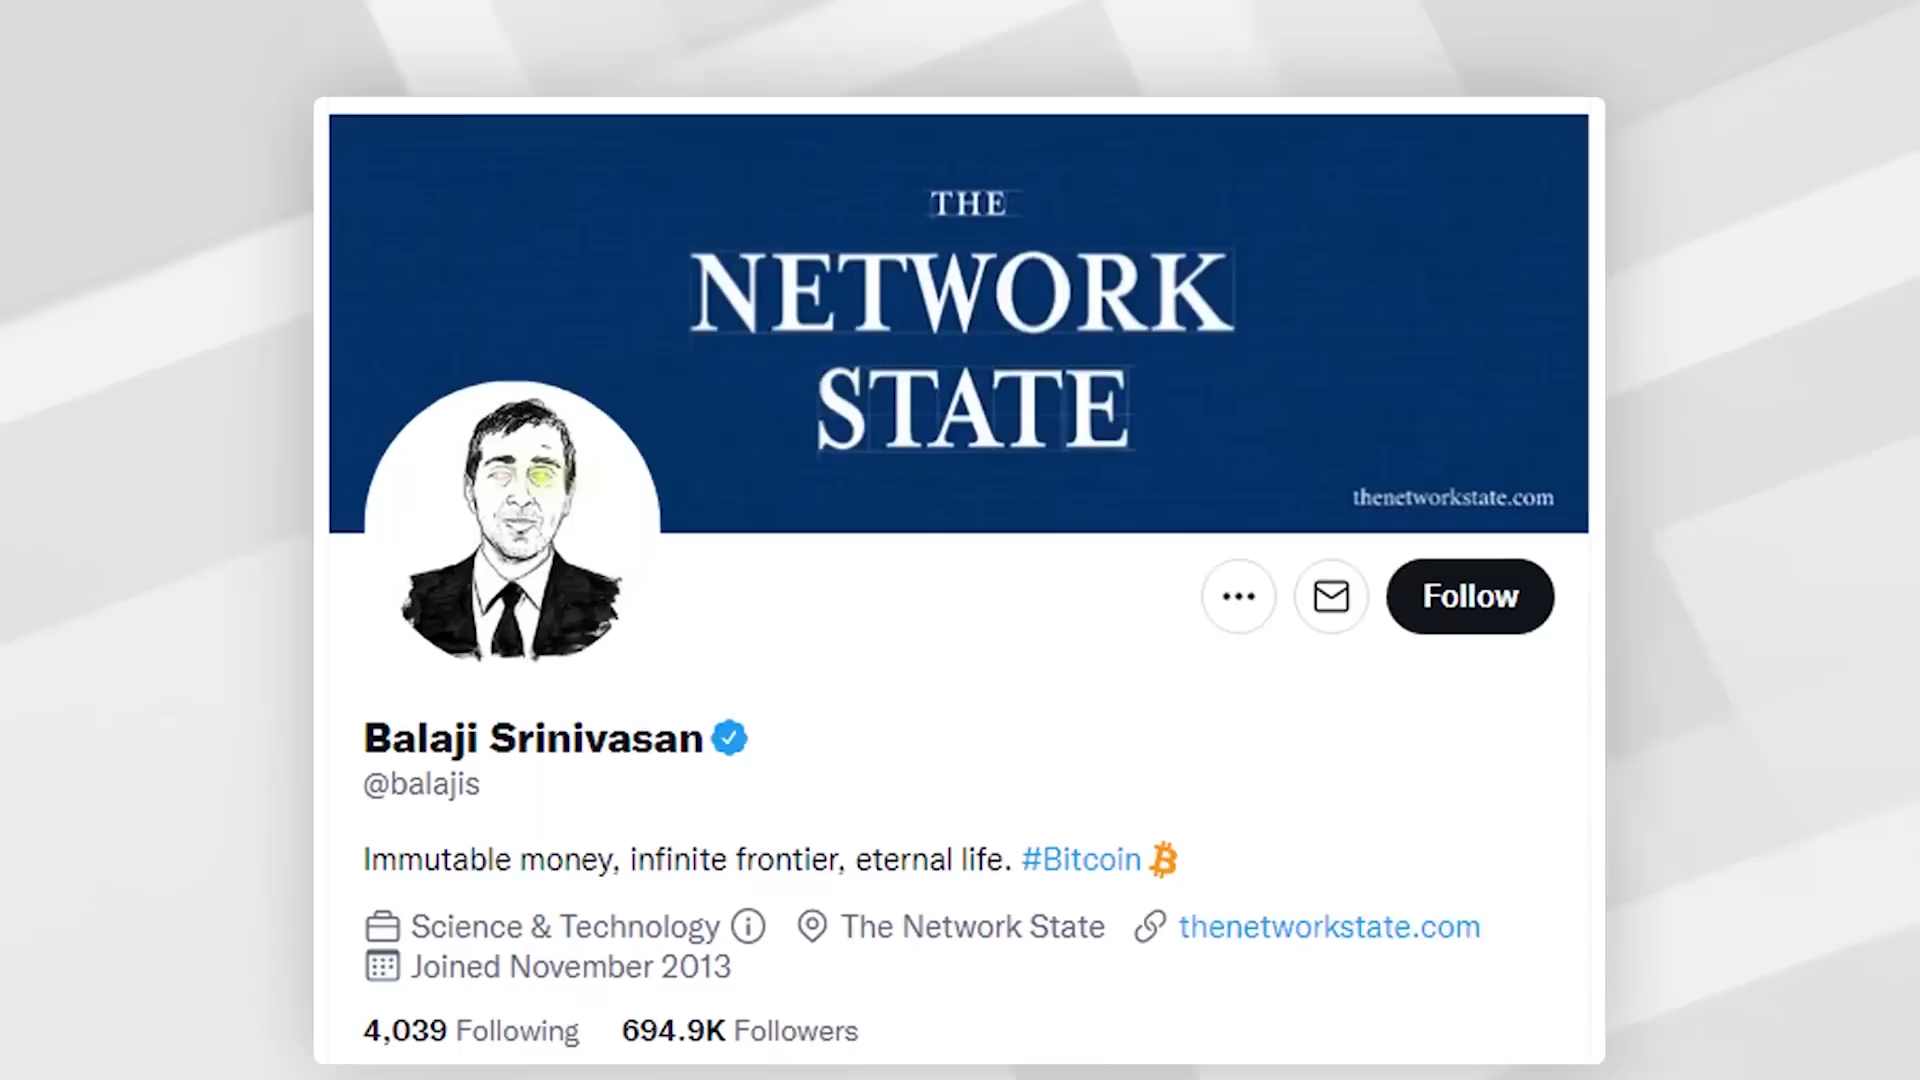 THE
NETWORK
STATE
thenetworkstate.com
Follow
Balaji Srinivasan
@balajis
Immutable money, infinite frontier, eternal life. #Bitcoin
Science & Technology The Network State thenetworkstate.com
Joined November 2013
4,039 Following 694.9K Followers